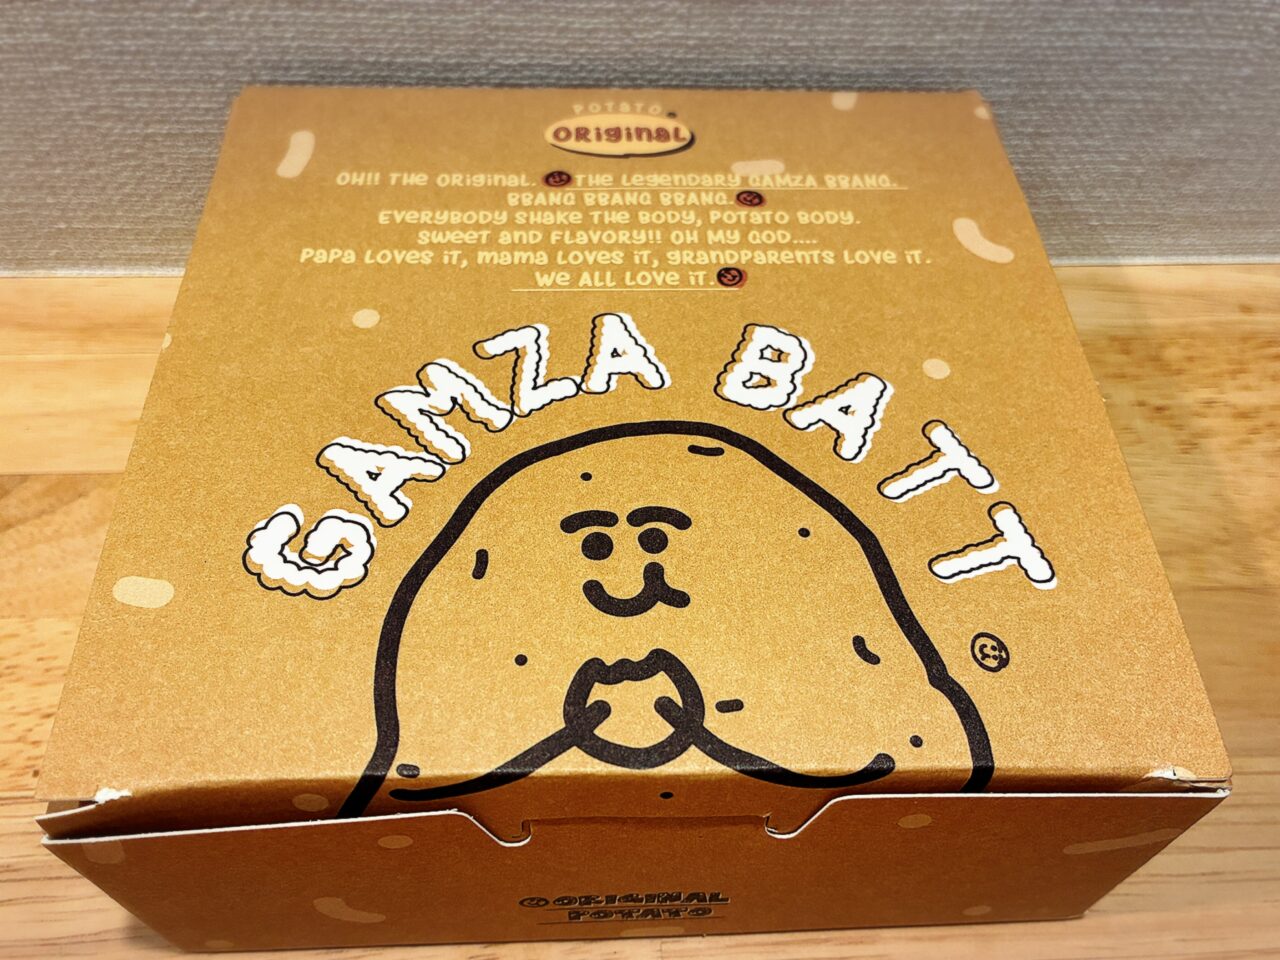 POTATO
ORIGINAL
OH!! THE ORIGINAL. THE LEGENDARY GAMZA BBANG.
BBANG BBANG BBANG.
EVERYBODY SHAKE THE BODY, POTATO BODY.
SWEET AND FLAVORY!! OH MY GOD....
PAPA LOVES IT, MAMA LOVES IT, GRANDPARENTS LOVE IT.
WE ALL LOVE IT.
GAMZA BATT
ORIGINAL
POTATO